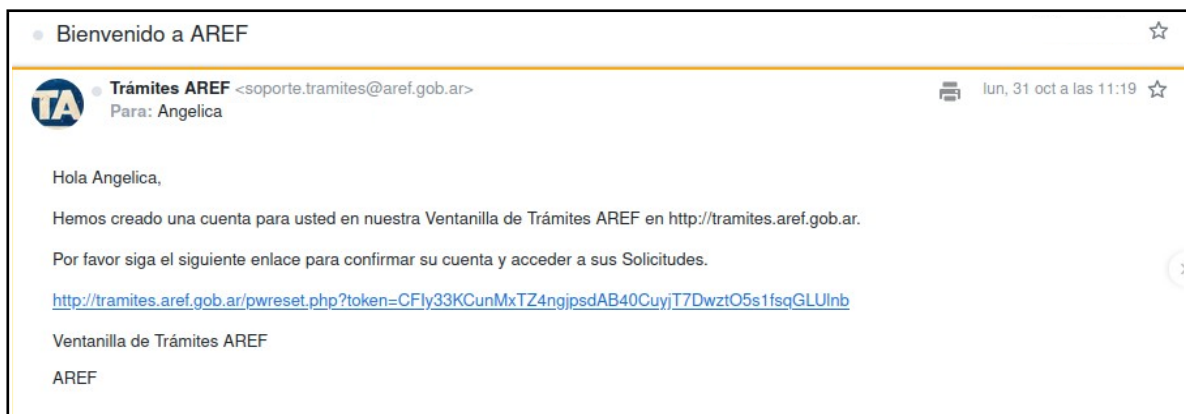 Bienvenido a AREF
TA
Trámites AREF <soporte.tramites@aref.gob.ar>
lun, 31 oct a las 11:19
Para: Angelica
Hola Angelica,
Hemos creado una cuenta para usted en nuestra Ventanilla de Trámites AREF en http://tramites.aref.gob.ar.
Por favor siga el siguiente enlace para confirmar su cuenta y acceder a sus Solicitudes.
http://tramites.aref.gob.ar/pwreset.php?token=CFIy33KCunMxTZ4ngjpsdAB40CuyjT7DwztO5s1fsqGLUlnb
Ventanilla de Trámites AREF
AREF